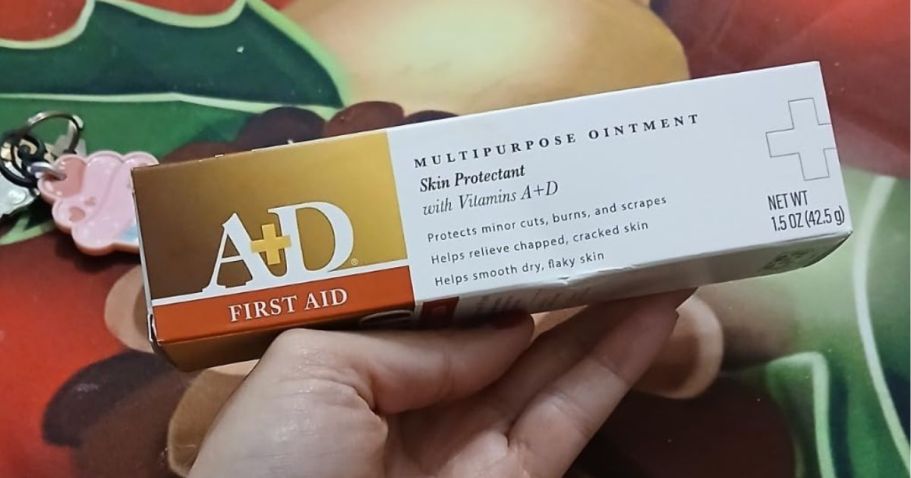 A+D®
FIRST AID
MULTIPURPOSE OINTMENT
Skin Protectant
with Vitamins A+D
Protects minor cuts, burns, and scrapes
Helps relieve chapped, cracked skin
Helps smooth dry, flaky skin
NET WT
1.5 OZ (42.5 g)